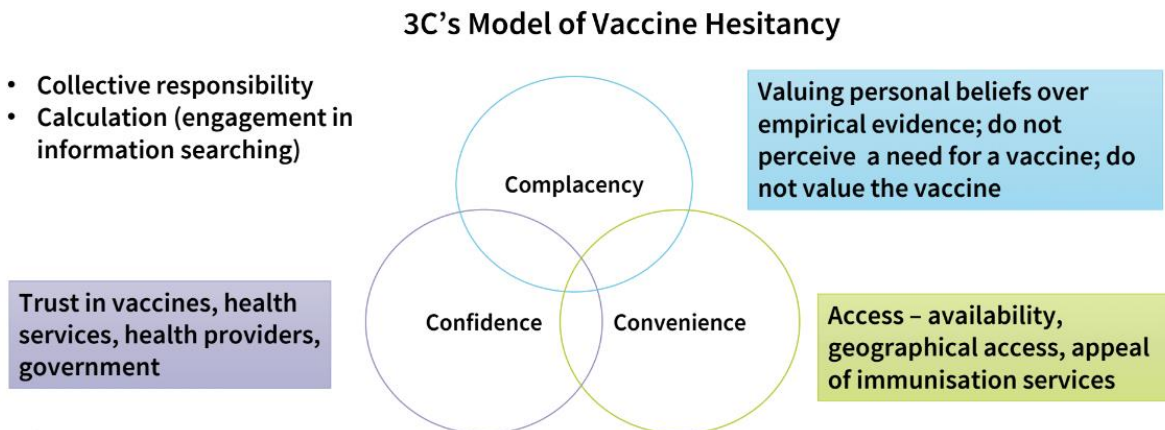 3C's Model of Vaccine Hesitancy
• Collective responsibility
• Calculation (engagement in
information searching)
Valuing personal beliefs over
empirical evidence; do not
perceive a need for a vaccine; do
not value the vaccine
Complacency
Trust in vaccines, health
services, health providers,
government
Confidence
Convenience
Access – availability,
geographical access, appeal
of immunisation services